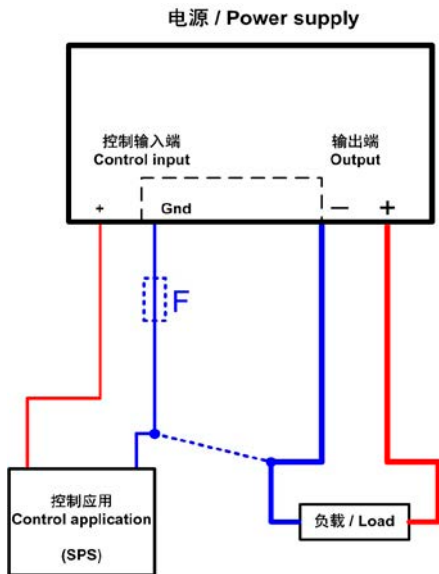 电源 / Power supply
控制输入端
Control input
输出端
Output
+
Gnd
—
+
F
控制应用
Control application
(SPS)
负载 / Load